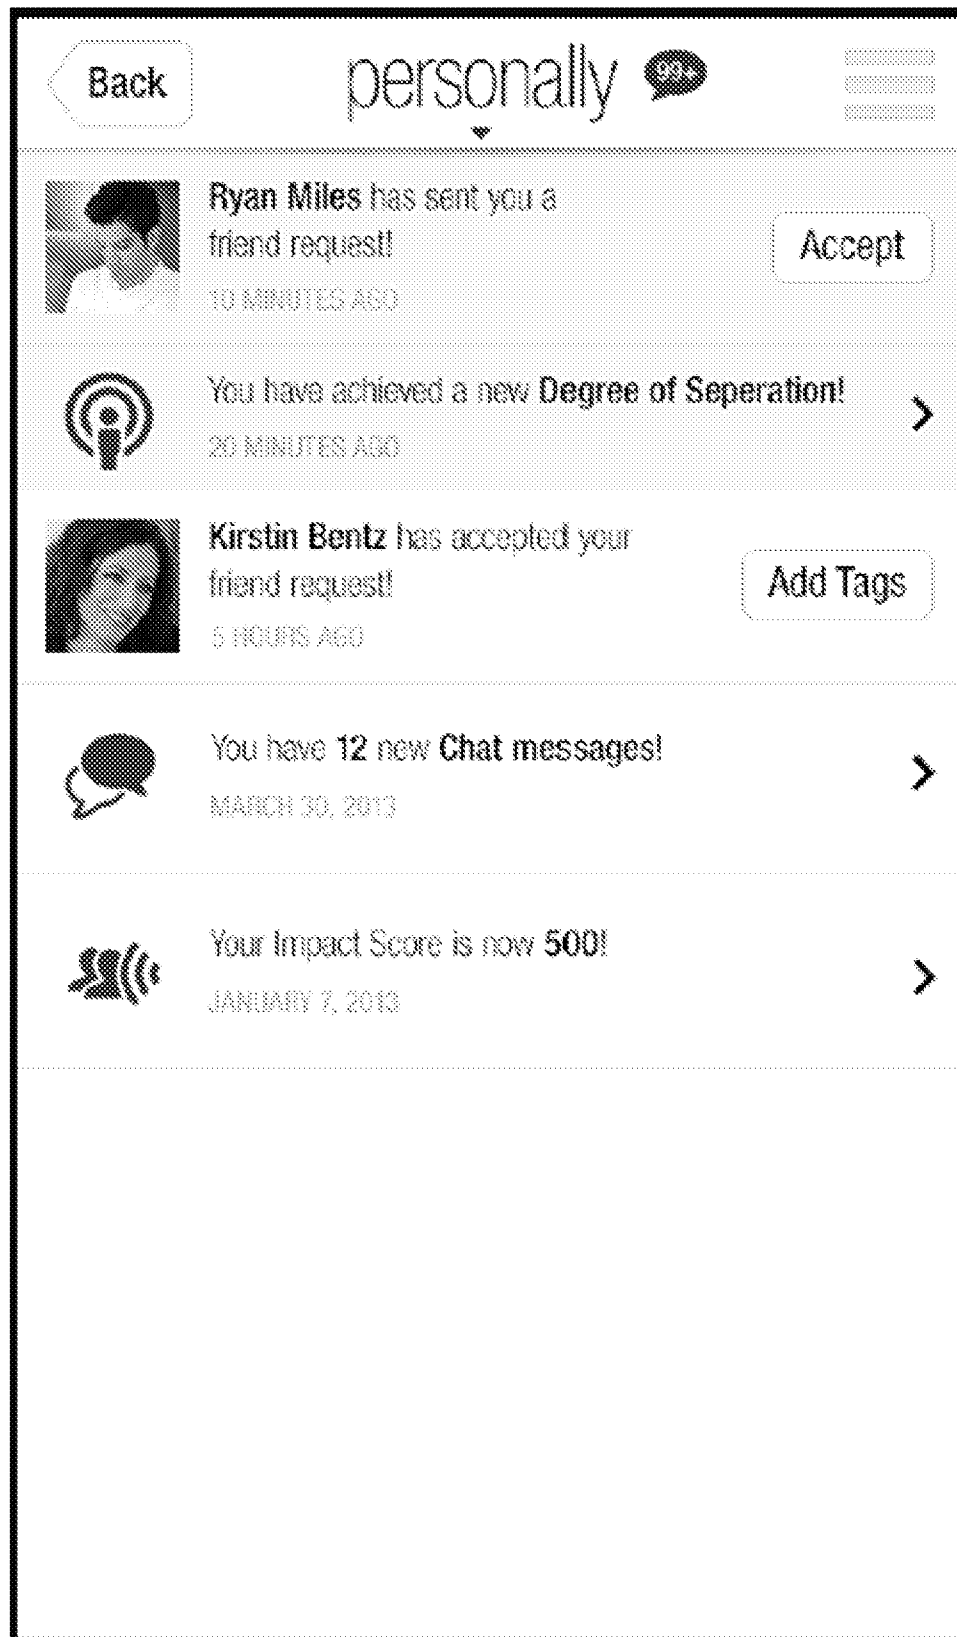 Back
personally
99+
Ryan Miles has sent you a
friend request!
Accept
10 MINUTES AGO
You have achieved a new Degree of Seperation!
20 MINUTES AGO
Kirstin Bentz has accepted your
friend request!
Add Tags
5 HOURS AGO
You have 12 new Chat messages!
MARCH 30, 2013
Your Impact Score is now 500!
JANUARY 7, 2013